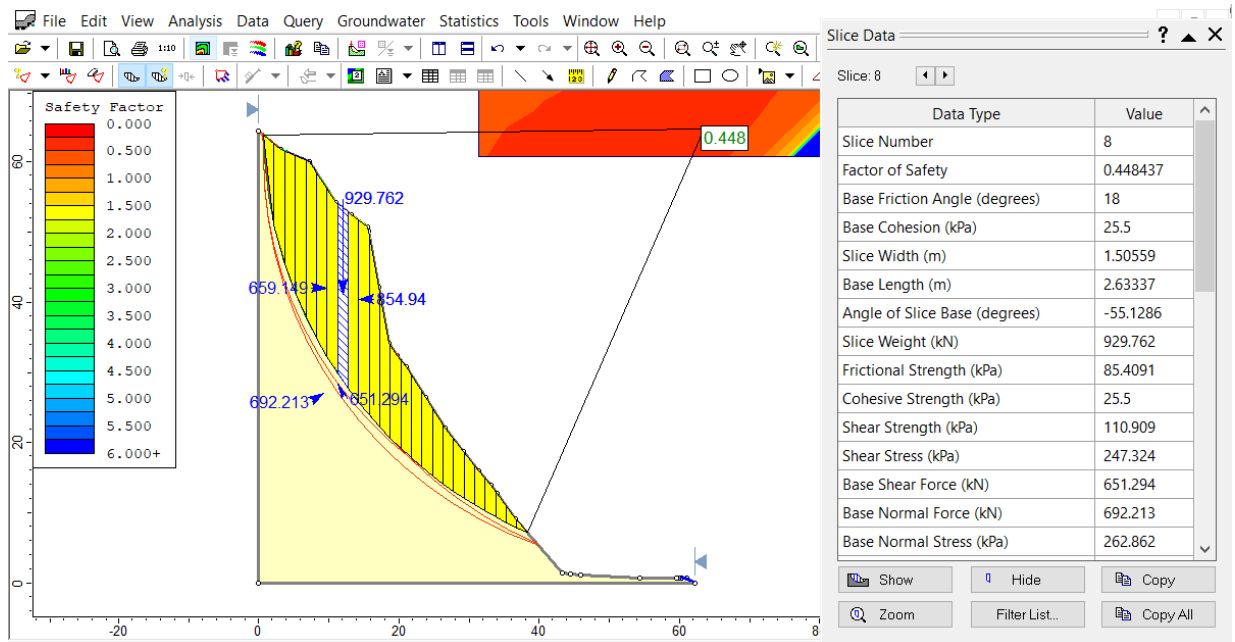 File Edit View Analysis Data Query Groundwater Statistics Tools Window Help
1:10
Slice Data
? 
Slice: 8
Data Type Value
Slice Number 8
Factor of Safety 0.448437
Base Friction Angle (degrees) 18
Base Cohesion (kPa) 25.5
Slice Width (m) 1.50559
Base Length (m) 2.63337
Angle of Slice Base (degrees) -55.1286
Slice Weight (kN) 929.762
Frictional Strength (kPa) 85.4091
Cohesive Strength (kPa) 25.5
Shear Strength (kPa) 110.909
Shear Stress (kPa) 247.324
Base Shear Force (kN) 651.294
Base Normal Force (kN) 692.213
Base Normal Stress (kPa) 262.862
Show Hide Copy
Zoom Filter List... Copy All
Safety Factor
0.000
0.500
1.000
1.500
2.000
2.500
3.000
3.500
4.000
4.500
5.000
5.500
6.000+
0.448
929.762
659.149
854.94
692.213
651.294
60
40
20
0
-20 0 20 40 60 8